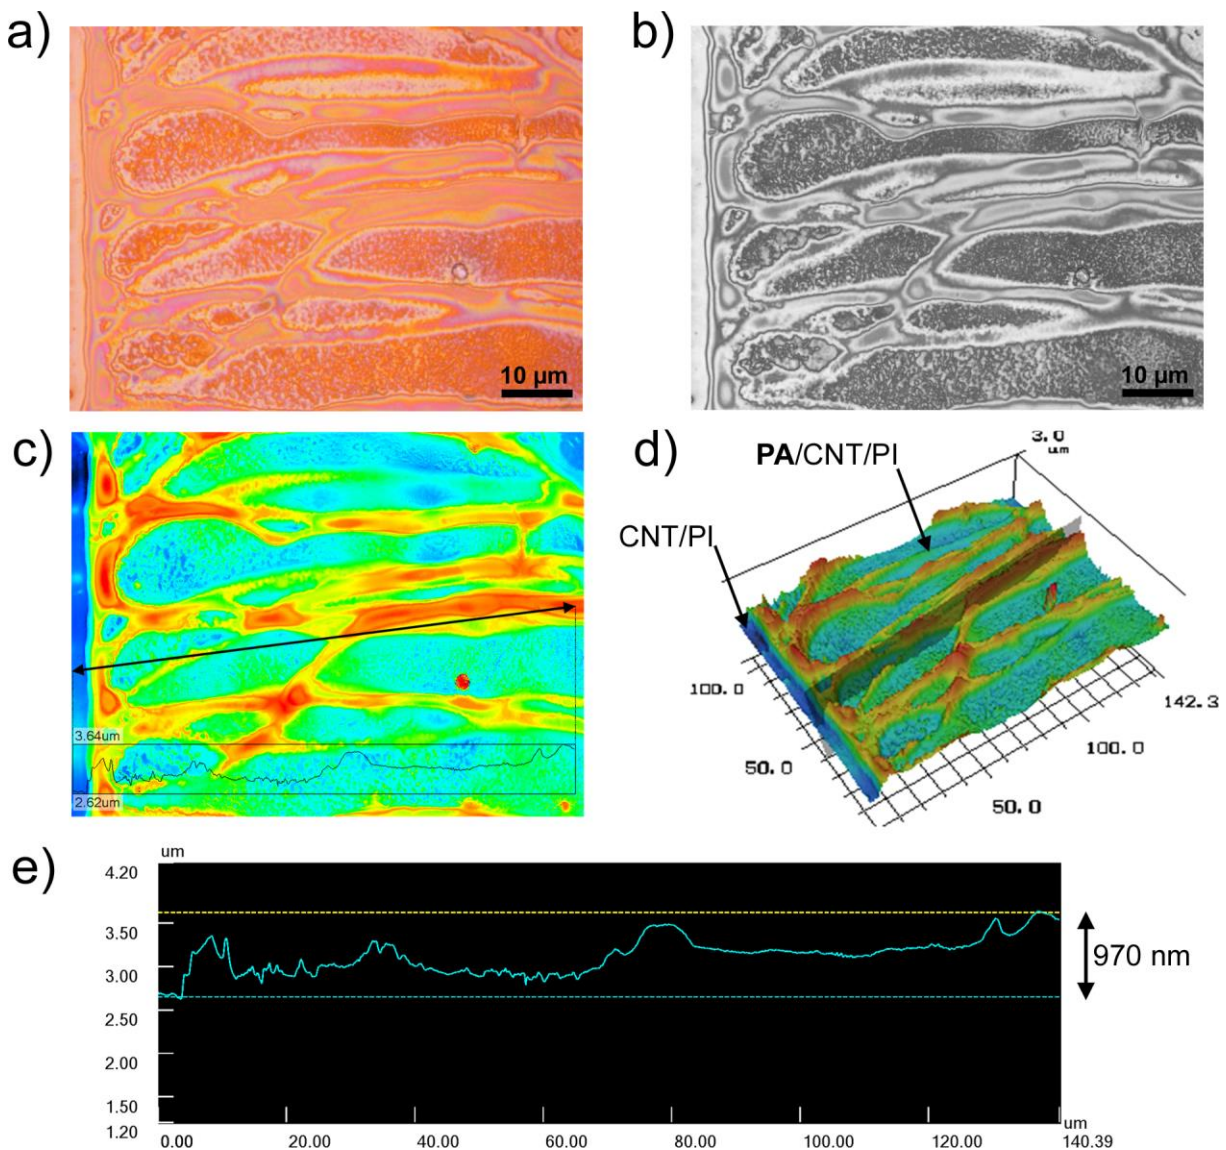 a)
b)
10 µm
10 µm
c)
d)
3.64um
2.62um
PA/CNT/PI
CNT/PI
3.0
um
100.0
50.0
50.0
100.0
142.3
e)
um
4.20
3.50
3.00
2.50
2.00
1.50
1.20
970 nm
0.00 20.00 40.00 60.00 80.00 100.00 120.00 140.39
um